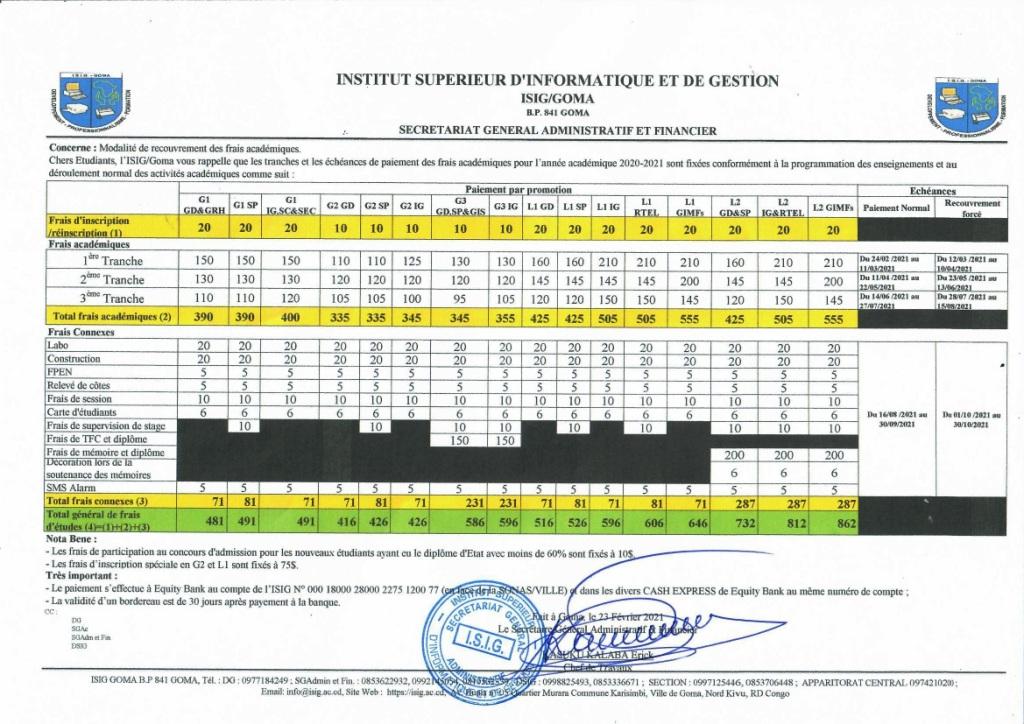 I.S.I.G. - GOMA
DEVELOPPEMENT - PROFESSIONNALISME - FORMATION
I.S.I.G. - GOMA
DEVELOPPEMENT - PROFESSIONNALISME - FORMATION
INSTITUT SUPERIEUR D'INFORMATIQUE ET DE GESTION
ISIG/GOMA
B.P. 841 GOMA
SECRETARIAT GENERAL ADMINISTRATIF ET FINANCIER
Concerne : Modalité de recouvrement des frais académiques.
Chers Etudiants, l'ISIG/Goma vous rappelle que les tranches et les échéances de paiement des frais académiques pour l'année académique 2020-2021 sont fixées conformément à la programmation des enseignements et au
déroulement normal des activités académiques comme suit :
Paiement par promotion Echéances
G1 GD&GRH G1 SP G1 IG,SC&SEC G2 GD G2 SP G2 IG G3 GD,SP&GIS G3 IG L1 GD L1 SP L1 IG L1 RTEL L1 GIMFs L2 GD&SP L2 IG&RTEL L2 GIMFs Paiement Normal Recouvrement forcé
Frais d'inscription /réinscription (1) 20 20 20 10 10 10 10 10 20 20 20 20 20 20 20 20
Frais académiques
1ère Tranche 150 150 150 110 110 125 130 130 160 160 210 210 210 160 210 210 Du 24/02 /2021 au 11/03/2021 Du 12/03 /2021 au 10/04/2021
2ème Tranche 130 130 130 120 120 120 120 120 145 145 145 145 200 145 145 200 Du 11/04 /2021 au 22/05/2021 Du 23/05 /2021 au 13/06/2021
3ème Tranche 110 110 120 105 105 100 95 105 120 120 150 150 145 120 150 145 Du 14/06 /2021 au 27/07/2021 Du 28/07 /2021 au 15/08/2021
Total frais académiques (2) 390 390 400 335 335 345 345 355 425 425 505 505 555 425 505 555
Frais Connexes
Labo 20 20 20 20 20 20 20 20 20 20 20 20 20 20 20 20
Construction 20 20 20 20 20 20 20 20 20 20 20 20 20 20 20 20
FPEN 5 5 5 5 5 5 5 5 5 5 5 5 5 5 5 5
Relevé de côtes 5 5 5 5 5 5 5 5 5 5 5 5 5 5 5 5
Frais de session 10 10 10 10 10 10 10 10 10 10 10 10 10 10 10 10
Carte d'étudiants 6 6 6 6 6 6 6 6 6 6 6 6 6 6 6 6 Du 16/08 /2021 au 30/09/2021 Du 01/10 /2021 au 30/10/2021
Frais de supervision de stage 10 10 10 10 10 10 10 10 10
Frais de TFC et diplôme 150 150
Frais de mémoire et diplôme 200 200 200
Décoration lors de la soutenance des mémoires 6 6 6
SMS Alarm 5 5 5 5 5 5 5 5 5 5 5 5 5 5 5 5
Total frais connexes (3) 71 81 71 71 81 71 231 231 71 81 71 81 71 287 287 287
Total général de frais d'études (4)=(1)+(2)+(3) 481 491 491 416 426 426 586 596 516 526 596 606 646 732 812 862
Nota Bene :
- Les frais de participation au concours d'admission pour les nouveaux étudiants ayant eu le diplôme d'Etat avec moins de 60% sont fixés à 10$.
- Les frais d'inscription spéciale en G2 et L1 sont fixés à 75$.
Très important :
- Le paiement s'effectue à Equity Bank au compte de l'ISIG N° 000 18000 28000 2275 1200 77 (en face de la SONAS/VILLE) et dans les divers CASH EXPRESS de Equity Bank au même numéro de compte ;
- La validité d'un bordereau est de 30 jours après payement à la banque.
CC :
DG
SGAc
SGAdm et Fin
DSIG
Fait à Goma, le 23 Février 2021
Le Secrétaire Général Administratif & Financier
KALABA Erick
Chef de Travaux
INSTITUT SUPERIEUR
SECRETARIAT GENERAL
I.S.I.G.
ISIG GOMA B.P 841 GOMA, Tél. : DG : 0977184249 ; SGAdmin et Fin. : 0853622932, DSIG : 0998825493, 0853336671 ; SECTION : 0997125446, 0853706448 ; APPARITORAT CENTRAL 0974210200;
Email: info@isig.ac.cd, Site Web : https://isig.ac.cd, Quartier Murara Commune Karisimbi, Ville de Goma, Nord Kivu, RD Congo